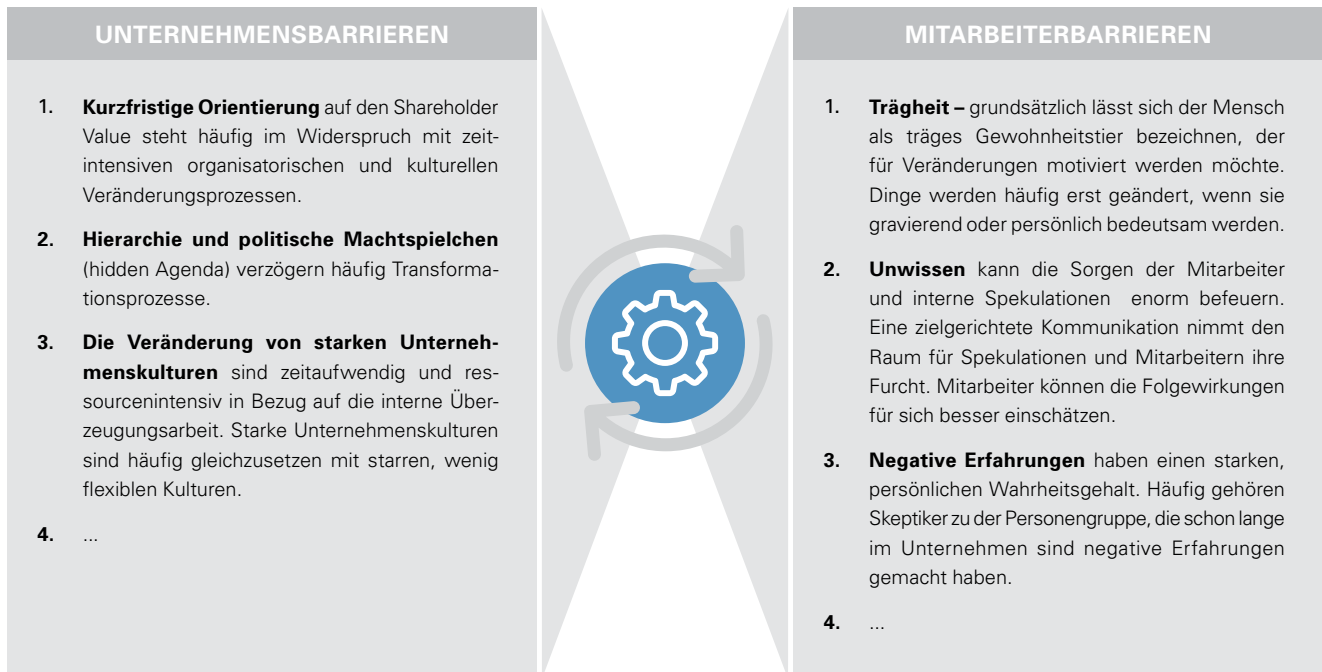 UNTERNEHMENSBARRIEREN
1. Kurzfristige Orientierung auf den Shareholder
Value steht häufig im Widerspruch mit zeit-
intensiven organisatorischen und kulturellen
Veränderungsprozessen.
2. Hierarchie und politische Machtspielchen
(hidden Agenda) verzögern häufig Transforma-
tionsprozesse.
3. Die Veränderung von starken Unterneh-
menskulturen sind zeitaufwendig und res-
sourcenintensiv in Bezug auf die interne Über-
zeugungsarbeit. Starke Unternehmenskulturen
sind häufig gleichzusetzen mit starren, wenig
flexiblen Kulturen.
4. ...
MITARBEITERBARRIEREN
1. Trägheit – grundsätzlich lässt sich der Mensch
als träges Gewohnheitstier bezeichnen, der
für Veränderungen motiviert werden möchte.
Dinge werden häufig erst geändert, wenn sie
gravierend oder persönlich bedeutsam werden.
2. Unwissen kann die Sorgen der Mitarbeiter
und interne Spekulationen enorm befeuern.
Eine zielgerichtete Kommunikation nimmt den
Raum für Spekulationen und Mitarbeitern ihre
Furcht. Mitarbeiter können die Folgewirkungen
für sich besser einschätzen.
3. Negative Erfahrungen haben einen starken,
persönlichen Wahrheitsgehalt. Häufig gehören
Skeptiker zu der Personengruppe, die schon lange
im Unternehmen sind negative Erfahrungen
gemacht haben.
4. ...